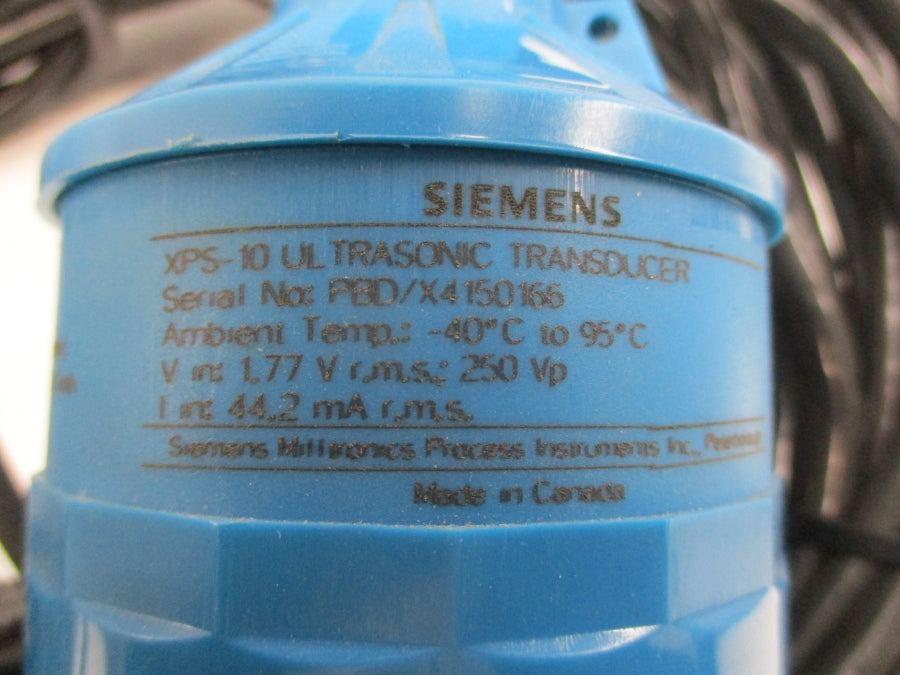 SIEMENS
XPS-10 ULTRASONIC TRANSDUCER
Serial No: PBD/X4150166
Ambient Temp.: -40°C to 95°C
V in: 1.77 V r.m.s.: 250 Vp
I in: 44.2 mA r.m.s.
Siemens Milltronics Process Instruments Inc.,
Made in Canada